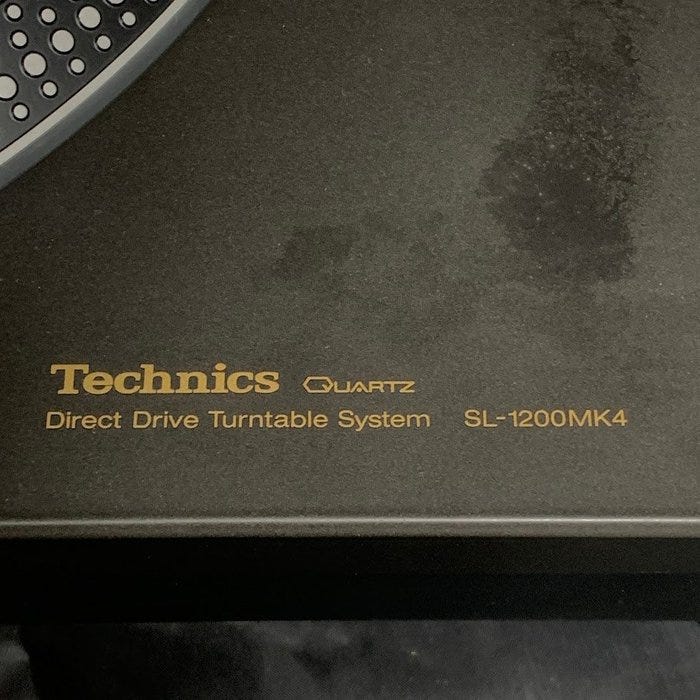 Technics QUARTZ
Direct Drive Turntable System SL-1200MK4